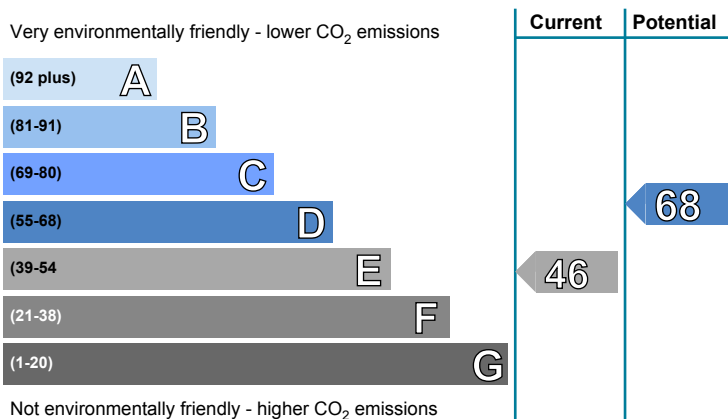 Current Potential
Very environmentally friendly - lower CO2 emissions
(92 plus) A
(81-91) B
(69-80) C
(55-68) D
68
(39-54 E
46
(21-38) F
(1-20) G
Not environmentally friendly - higher CO2 emissions